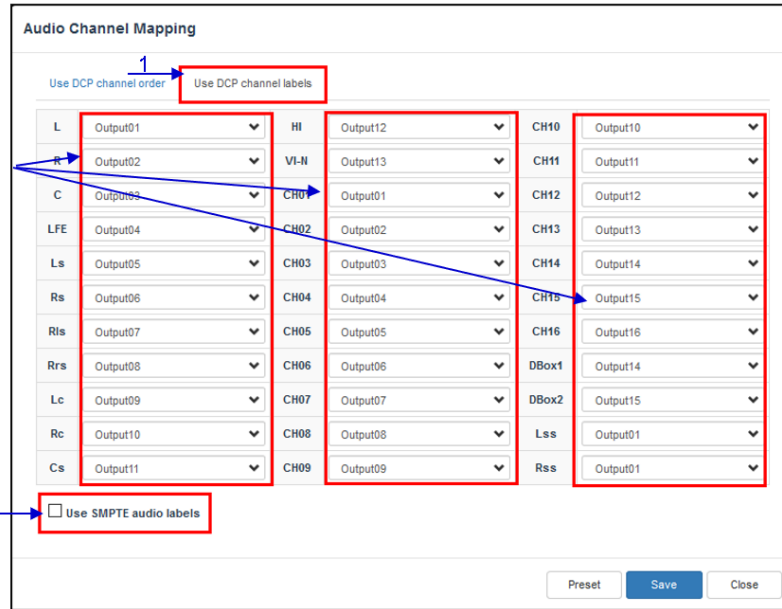 Audio Channel Mapping
1
Use DCP channel order Use DCP channel labels
L Output01 HI Output12 CH10 Output10
R Output02 VI-N Output13 CH11 Output11
C Output03 CH01 Output01 CH12 Output12
LFE Output04 CH02 Output02 CH13 Output13
Ls Output05 CH03 Output03 CH14 Output14
Rs Output06 CH04 Output04 CH15 Output15
Rls Output07 CH05 Output05 CH16 Output16
Rrs Output08 CH06 Output06 DBox1 Output14
Lc Output09 CH07 Output07 DBox2 Output15
Rc Output10 CH08 Output08 Lss Output01
Cs Output11 CH09 Output09 Rss Output01
Use SMPTE audio labels
Preset Save Close